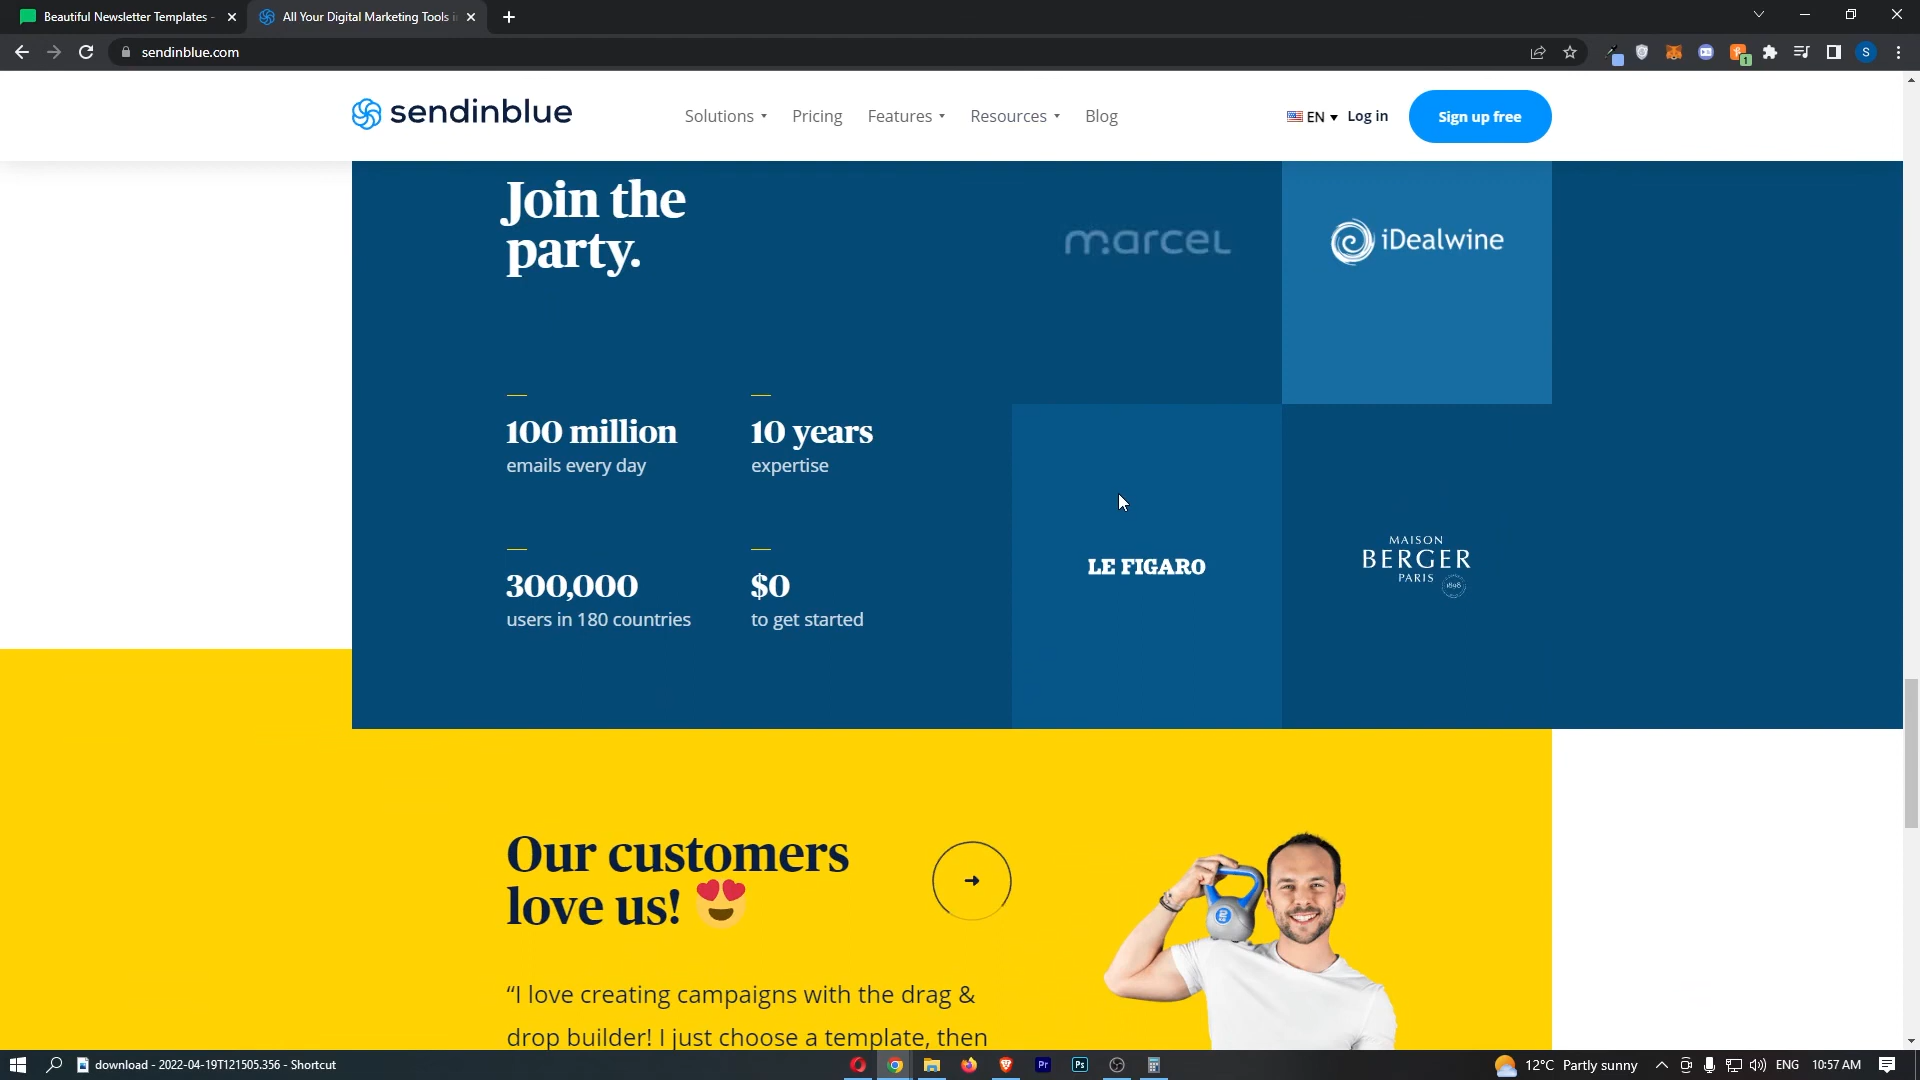 Beautiful Newsletter Templates -
All Your Digital Marketing Tools i
sendinblue.com
S
1
sendinblue
Solutions
Pricing
Features
Resources
Blog
EN
Log in
Sign up free
Join the
party.
marcel
iDealwine
100 million
emails every day
10 years
expertise
300,000
users in 180 countries
$0
to get started
LE FIGARO
MAISON
BERGER
PARIS
1898
Our customers
love us!
“I love creating campaigns with the drag &
drop builder! I just choose a template, then
download - 2022-04-19T121505.356 - Shortcut
Pr
Ps
12°C Partly sunny
ENG
10:57 AM